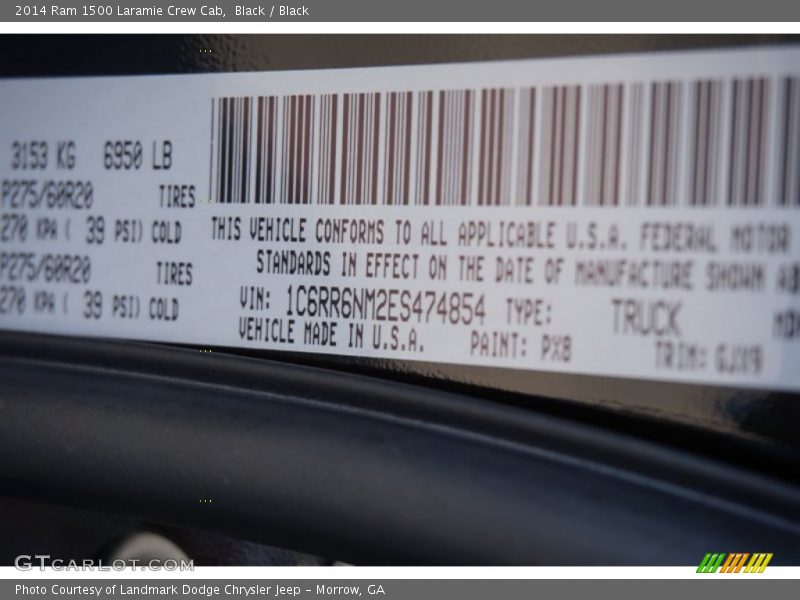 2014 Ram 1500 Laramie Crew Cab, Black / Black
3153 KG 6950 LB
P275/60R20 TIRES
270 KPA ( 39 PSI) COLD
P275/60R20 TIRES
270 KPA ( 39 PSI) COLD
THIS VEHICLE CONFORMS TO ALL APPLICABLE U.S.A. FEDERAL MOTOR
STANDARDS IN EFFECT ON THE DATE OF MANUFACTURE SHOWN AB
VIN: 1C6RR6NM2ES474854 TYPE: TRUCK
VEHICLE MADE IN U.S.A. PAINT: PX8 TRIM: GJX9
GTCARLOT.COM
Photo Courtesy of Landmark Dodge Chrysler Jeep – Morrow, GA